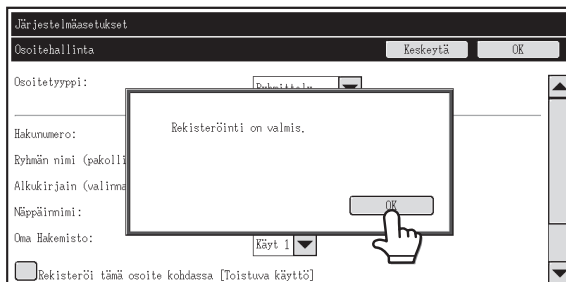 Järjestelmäasetukset
Osoitehallinta Keskeytä OK
Osoitetyyppi:
Rekisteröinti on valmis.
Hakunumero:
Ryhmän nimi (pakolli
Alkukirjain (valinna
Näppäinnimi: OK
Oma Hakemisto: Käyt 1
Rekisteröi tämä osoite kohdassa [Toistuva käyttö]